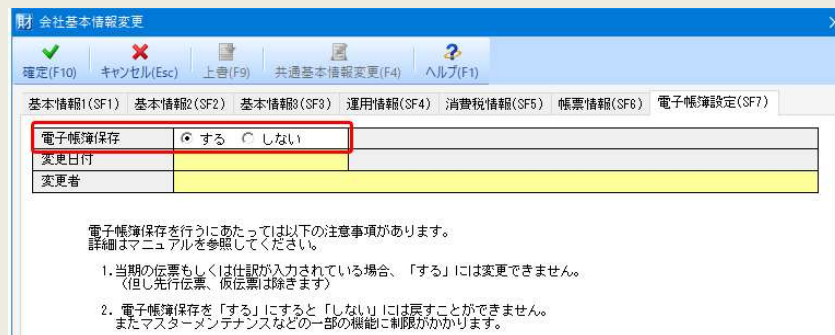 財 会社基本情報変更
確定(F10) キャンセル(Esc) 上書(F9) 共通基本情報変更(F4) ヘルプ(F1)
基本情報1(SF1) 基本情報2(SF2) 基本情報3(SF3) 運用情報(SF4) 消費税情報(SF5) 帳票情報(SF6) 電子帳簿設定(SF7)
電子帳簿保存 する しない
変更日付
変更者
電子帳簿保存を行うにあたっては以下の注意事項があります。
詳細はマニュアルを参照してください。
1.当期の伝票もしくは仕訳が入力されている場合、「する」には変更できません。
(但し先行伝票、仮伝票は除きます)
2. 電子帳簿保存を「する」にすると「しない」には戻すことができません。
またマスターメンテナンスなどの一部の機能に制限がかかります。